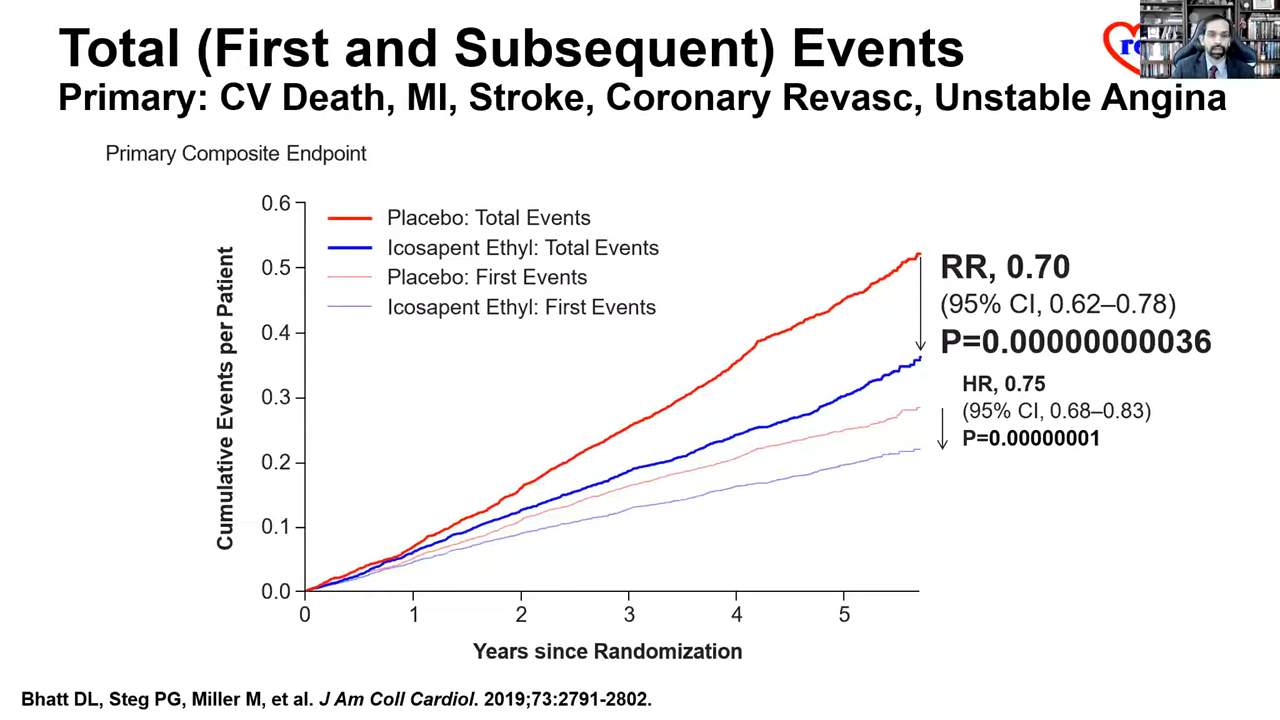 Total (First and Subsequent) Events
Primary: CV Death, MI, Stroke, Coronary Revasc, Unstable Angina
Primary Composite Endpoint
0.6
0.5
0.4
0.3
0.2
0.1
0.0
Cumulative Events per Patient
Placebo: Total Events
Icosapent Ethyl: Total Events
Placebo: First Events
Icosapent Ethyl: First Events
RR, 0.70
(95% CI, 0.62–0.78)
P=0.00000000036
HR, 0.75
(95% CI, 0.68–0.83)
P=0.00000001
0 1 2 3 4 5
Years since Randomization
Bhatt DL, Steg PG, Miller M, et al. J Am Coll Cardiol. 2019;73:2791-2802.